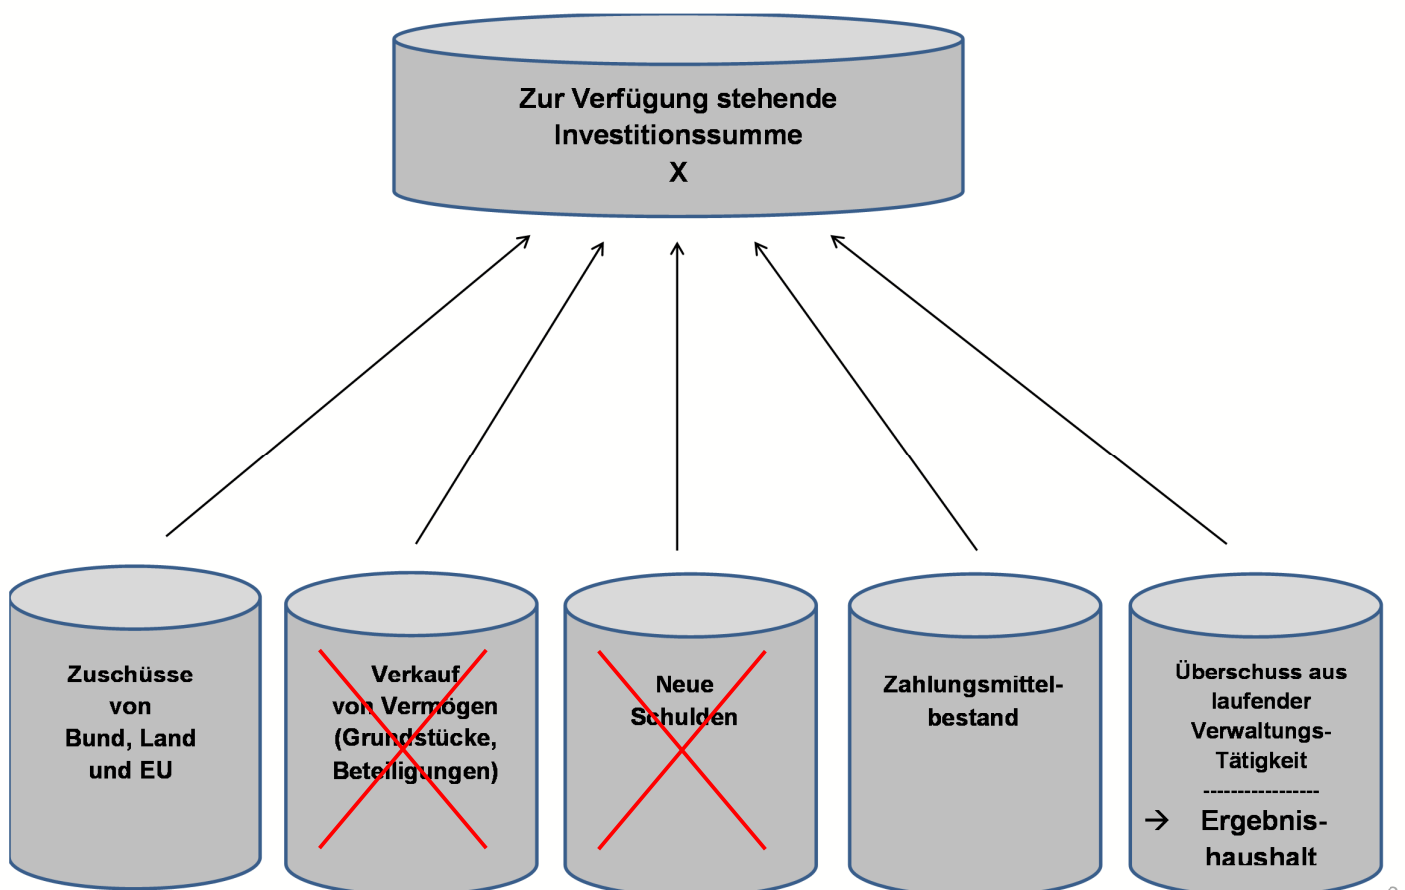 Zur Verfügung stehende
Investitionssumme
X
Zuschüsse
von
Bund, Land
und EU
Verkauf
von Vermögen
(Grundstücke,
Beteiligungen)
Neue
Schulden
Zahlungsmittel-
bestand
Überschuss aus
laufender
Verwaltungs-
Tätigkeit
-----------------
→ Ergebnis-
haushalt